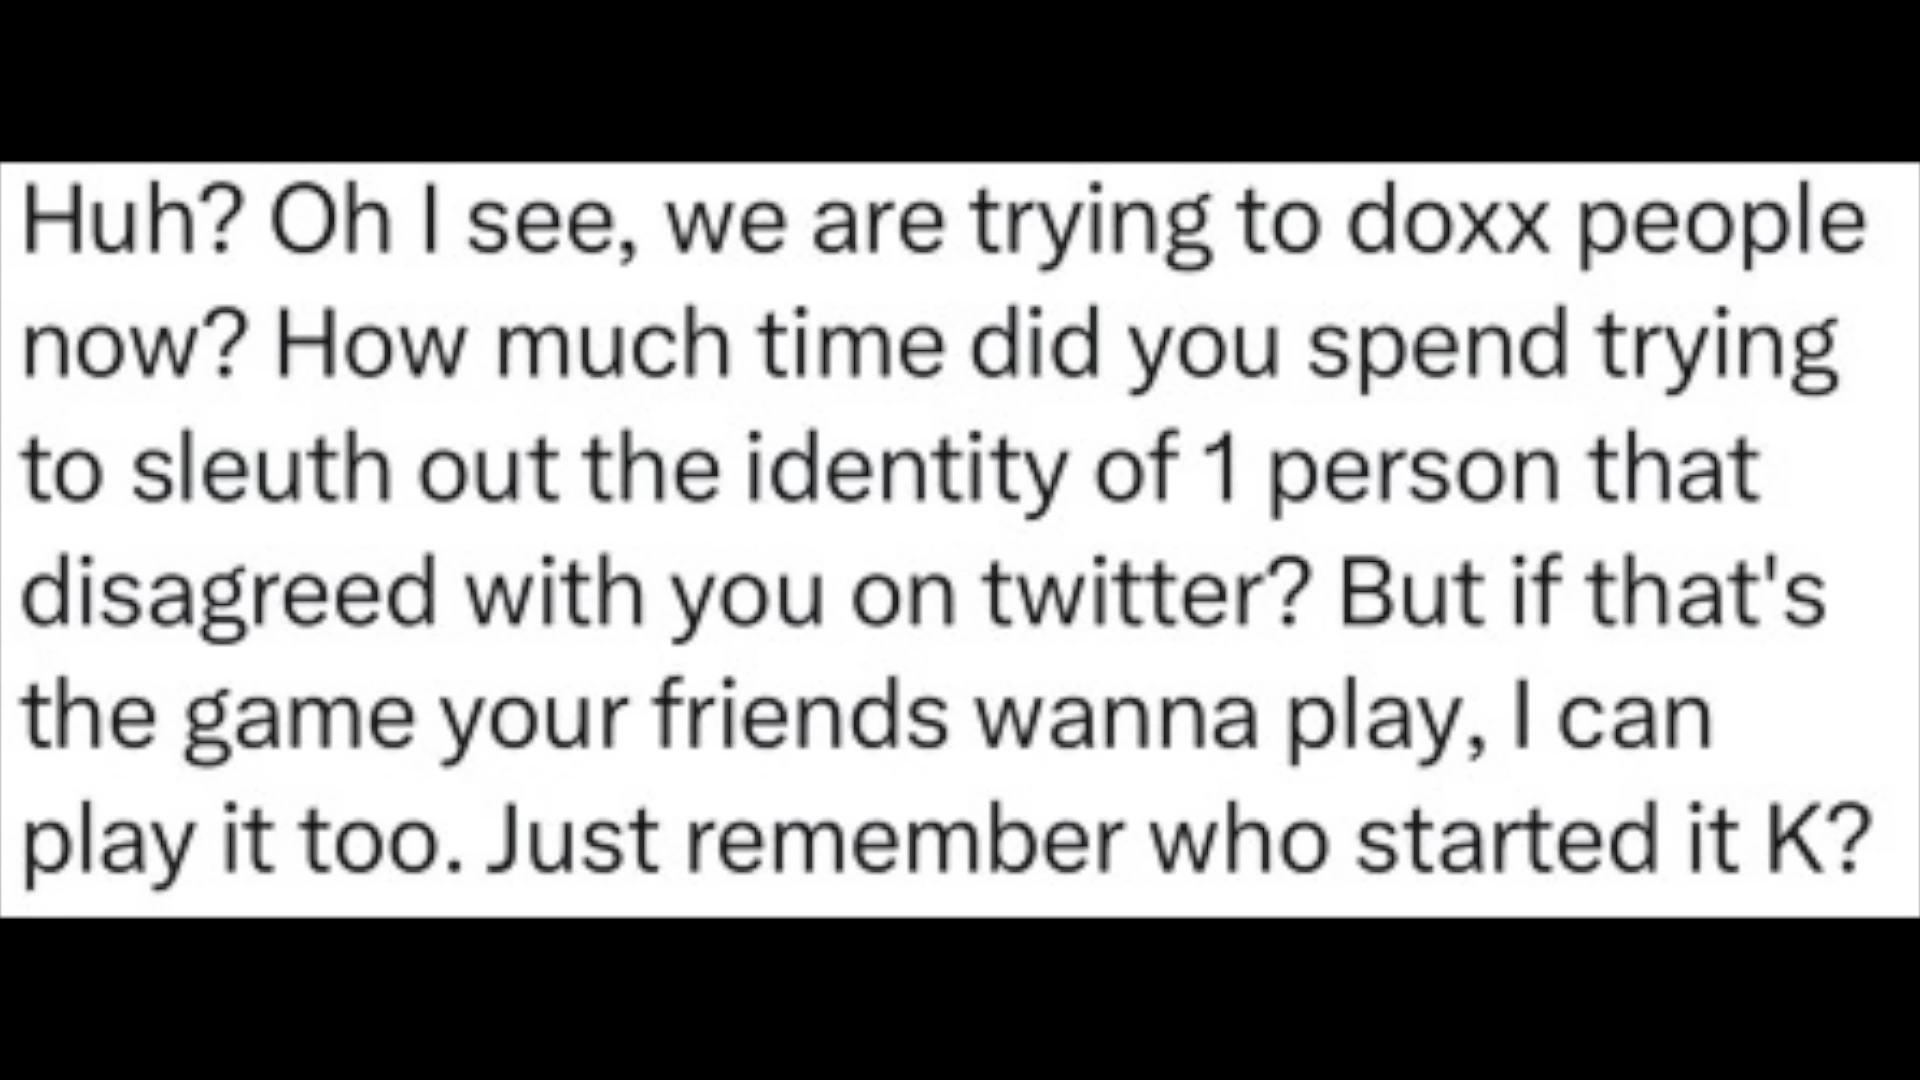 Huh? Oh I see, we are trying to doxx people
now? How much time did you spend trying
to sleuth out the identity of 1 person that
disagreed with you on twitter? But if that's
the game your friends wanna play, I can
play it too. Just remember who started it K?